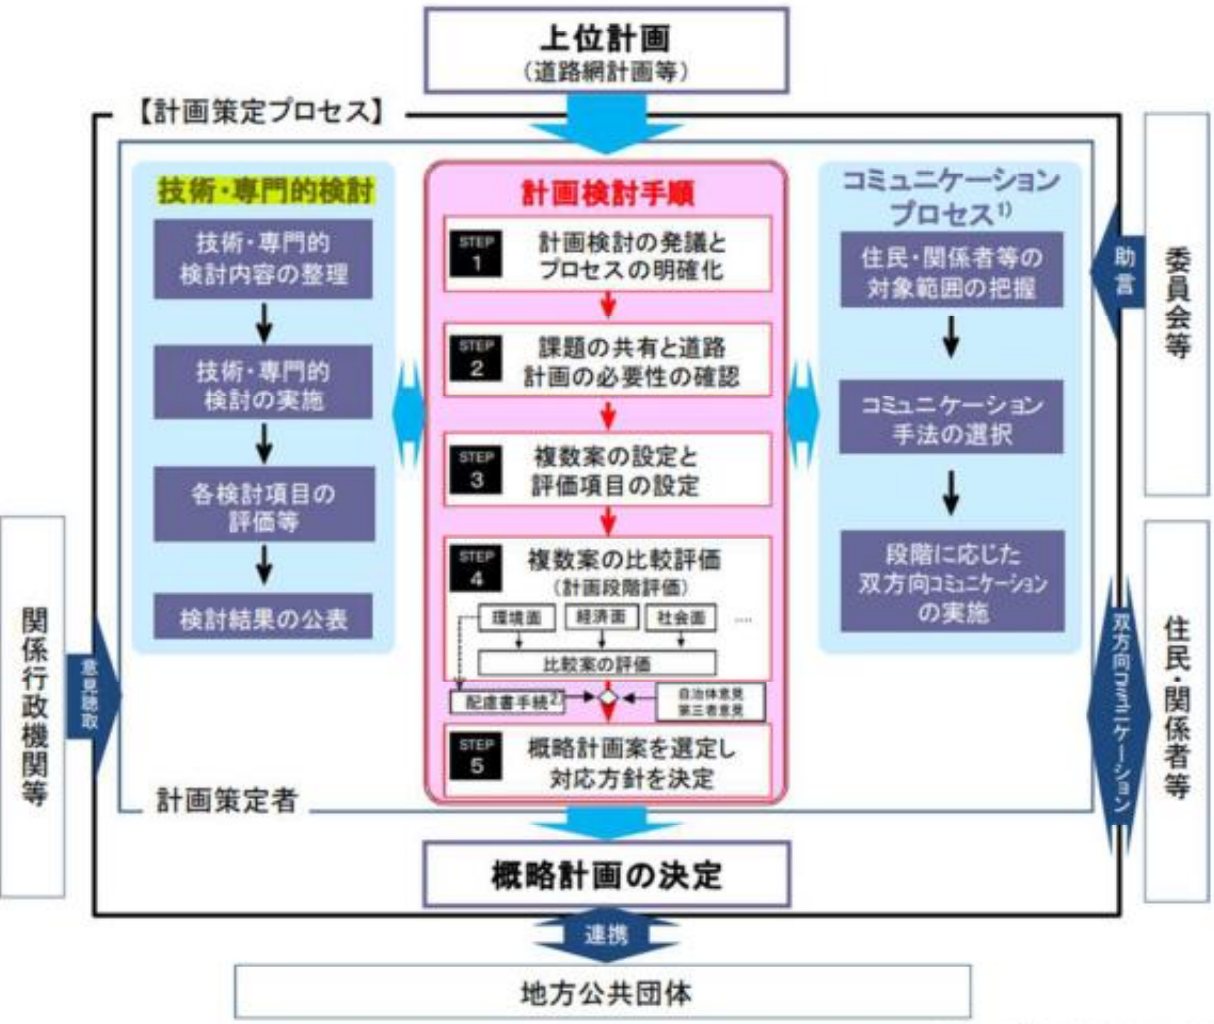 上位計画
（道路網計画等）
【計画策定プロセス】
技術・専門的検討
技術・専門的
検討内容の整理
技術・専門的
検討の実施
各検討項目の
評価等
検討結果の公表
計画検討手順
STEP
1
計画検討の発議と
プロセスの明確化
STEP
2
課題の共有と道路
計画の必要性の確認
STEP
3
複数案の設定と
評価項目の設定
STEP
4
複数案の比較評価
（計画段階評価）
環境面
経済面
社会面
‥‥
比較案の評価
配慮書手続2)
自治体意見
第三者意見
STEP
5
概略計画案を選定し
対応方針を決定
コミュニケーション
プロセス1)
住民・関係者等の
対象範囲の把握
コミュニケーション
手法の選択
段階に応じた
双方向コミュニケーション
の実施
助言
委員会等
関係行政機関等
意見聴取
双方向コミュニケーション
住民・関係者等
計画策定者
概略計画の決定
連携
地方公共団体